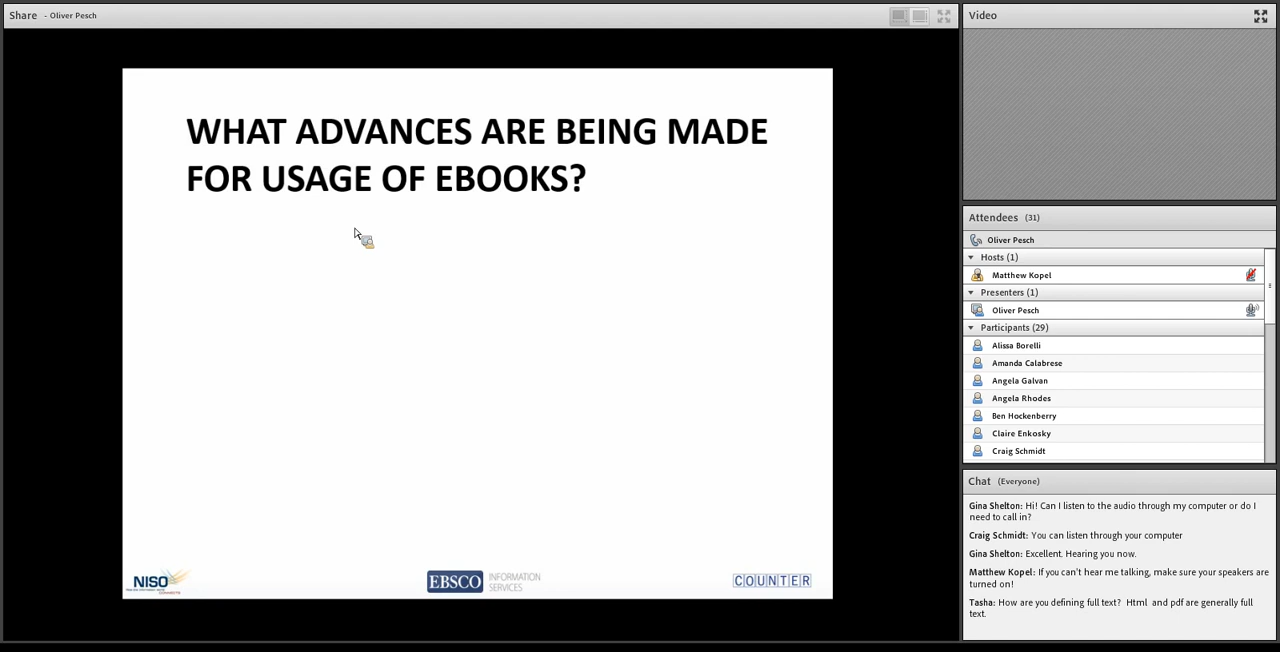 Share - Oliver Pesch
WHAT ADVANCES ARE BEING MADE
FOR USAGE OF EBOOKS?
NISO
EBSCO INFORMATION
SERVICES
COUNTER
Video
Attendees (31)
Oliver Pesch
Hosts (1)
Matthew Kopel
Presenters (1)
Oliver Pesch
Participants (29)
Alissa Borelli
Amanda Calabrese
Angela Galvan
Angela Rhodes
Ben Hockenberry
Claire Enkosky
Craig Schmidt
Chat (Everyone)
Gina Shelton: Hi! Can I listen to the audio through my computer or do I
need to call in?
Craig Schmidt: You can listen through your computer
Gina Shelton: Excellent. Hearing you now.
Matthew Kopel: If you can't hear me talking, make sure your speakers are
turned on!
Tasha: How are you defining full text? Html and pdf are generally full
text.